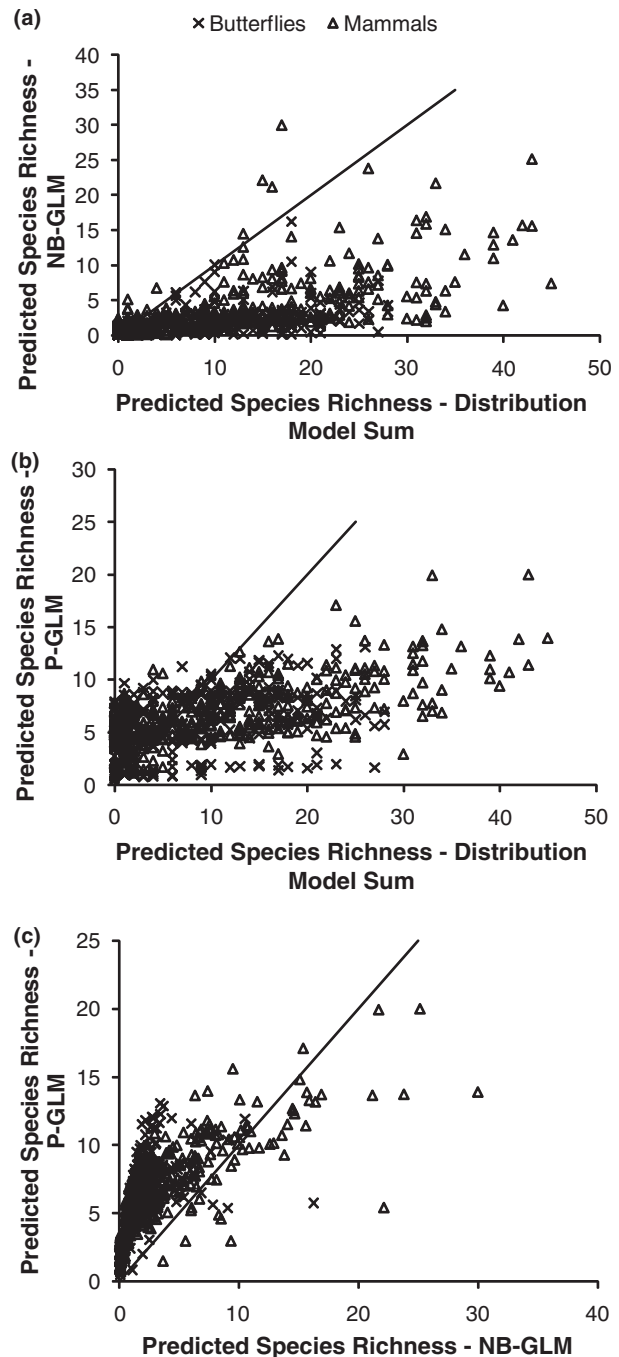 (a)
× Butterflies △ Mammals
Predicted Species Richness -
NB-GLM
40
35
30
25
20
15
10
5
0
0 10 20 30 40 50
Predicted Species Richness - Distribution
Model Sum
(b)
Predicted Species Richness -
P-GLM
30
25
20
15
10
5
0
0 10 20 30 40 50
Predicted Species Richness - Distribution
Model Sum
(c)
Predicted Species Richness -
P-GLM
25
20
15
10
5
0
0 10 20 30 40
Predicted Species Richness - NB-GLM